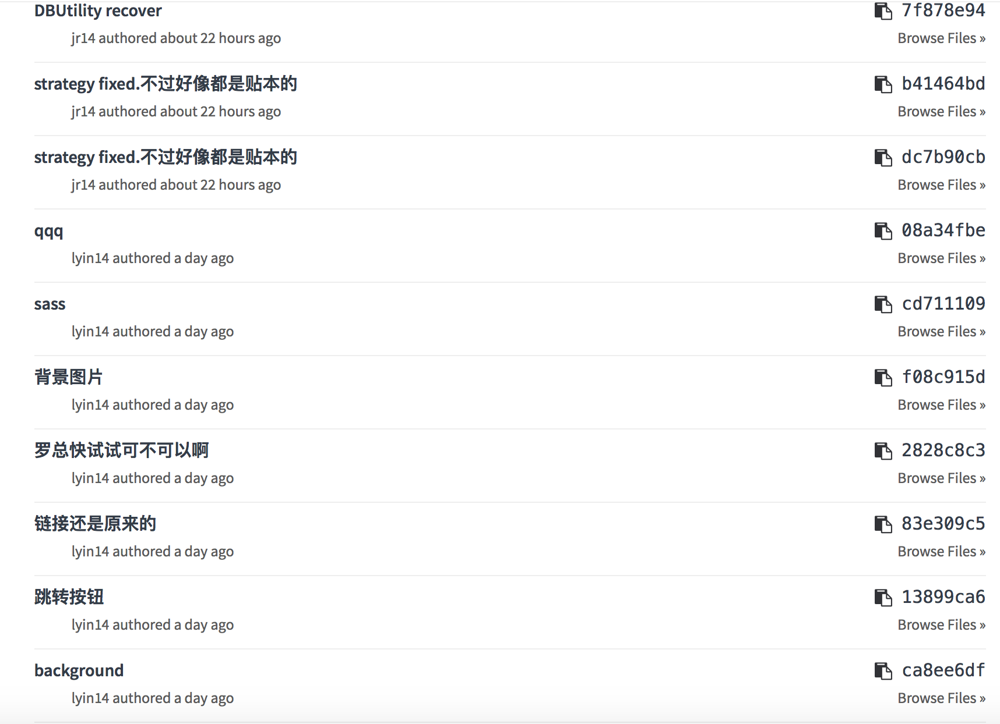 DBUtility recover
7f878e94
jr14 authored about 22 hours ago
Browse Files »
strategy fixed.不过好像都是贴本的
b41464bd
jr14 authored about 22 hours ago
Browse Files »
strategy fixed.不过好像都是贴本的
dc7b90cb
jr14 authored about 22 hours ago
Browse Files »
qqq
08a34fbe
lyin14 authored a day ago
Browse Files »
sass
cd711109
lyin14 authored a day ago
Browse Files »
背景图片
f08c915d
lyin14 authored a day ago
Browse Files »
罗总快试试可不可以啊
2828c8c3
lyin14 authored a day ago
Browse Files »
链接还是原来的
83e309c5
lyin14 authored a day ago
Browse Files »
跳转按钮
13899ca6
lyin14 authored a day ago
Browse Files »
background
ca8ee6df
lyin14 authored a day ago
Browse Files »